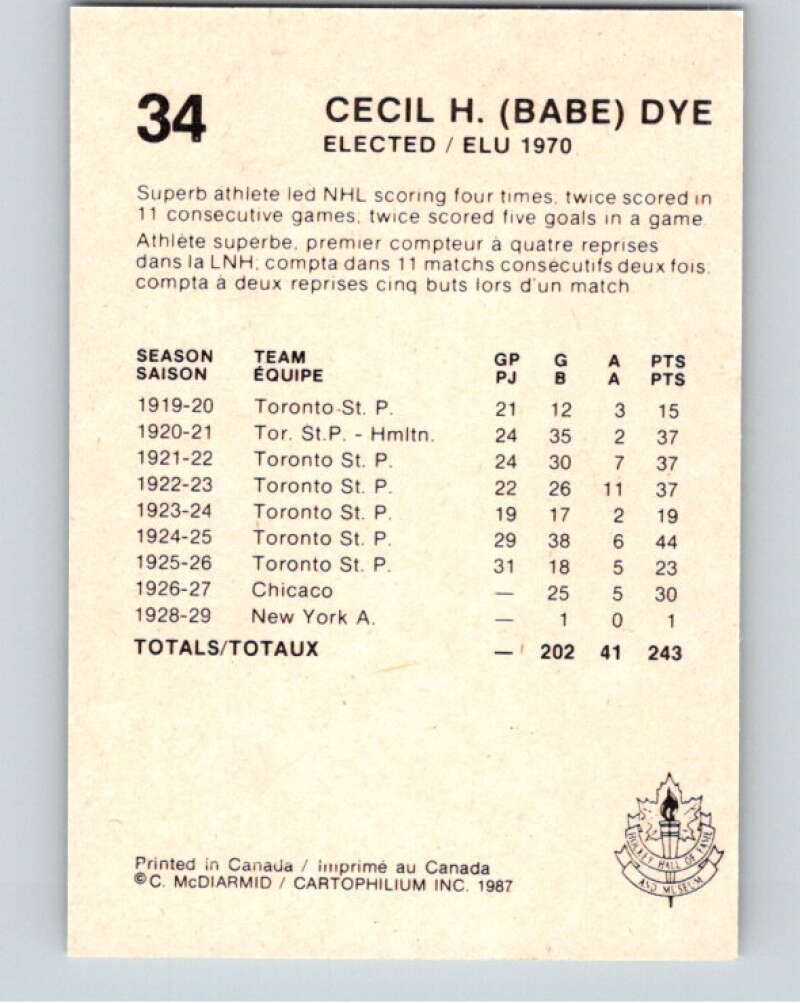 34 CECIL H. (BABE) DYE
ELECTED / ELU 1970
Superb athlete led NHL scoring four times; twice scored in
11 consecutive games; twice scored five goals in a game.
Athlète superbe, premier compteur à quatre reprises
dans la LNH; compta dans 11 matchs consécutifs deux fois;
compta à deux reprises cinq buts lors d'un match.
SEASON TEAM GP G A PTS
SAISON ÉQUIPE PJ B A PTS
1919-20 Toronto St. P. 21 12 3 15
1920-21 Tor. St.P. - Hmltn. 24 35 2 37
1921-22 Toronto St. P. 24 30 7 37
1922-23 Toronto St. P. 22 26 11 37
1923-24 Toronto St. P. 19 17 2 19
1924-25 Toronto St. P. 29 38 6 44
1925-26 Toronto St. P. 31 18 5 23
1926-27 Chicaco — 25 5 30
1928-29 New York A. — 1 0 1
TOTALS/TOTAUX — 202 41 243
HOCKEY HALL OF FAME
AND MUSEUM
Printed in Canada / imprimé au Canada
©C. McDIARMID / CARTOPHILIUM INC. 1987